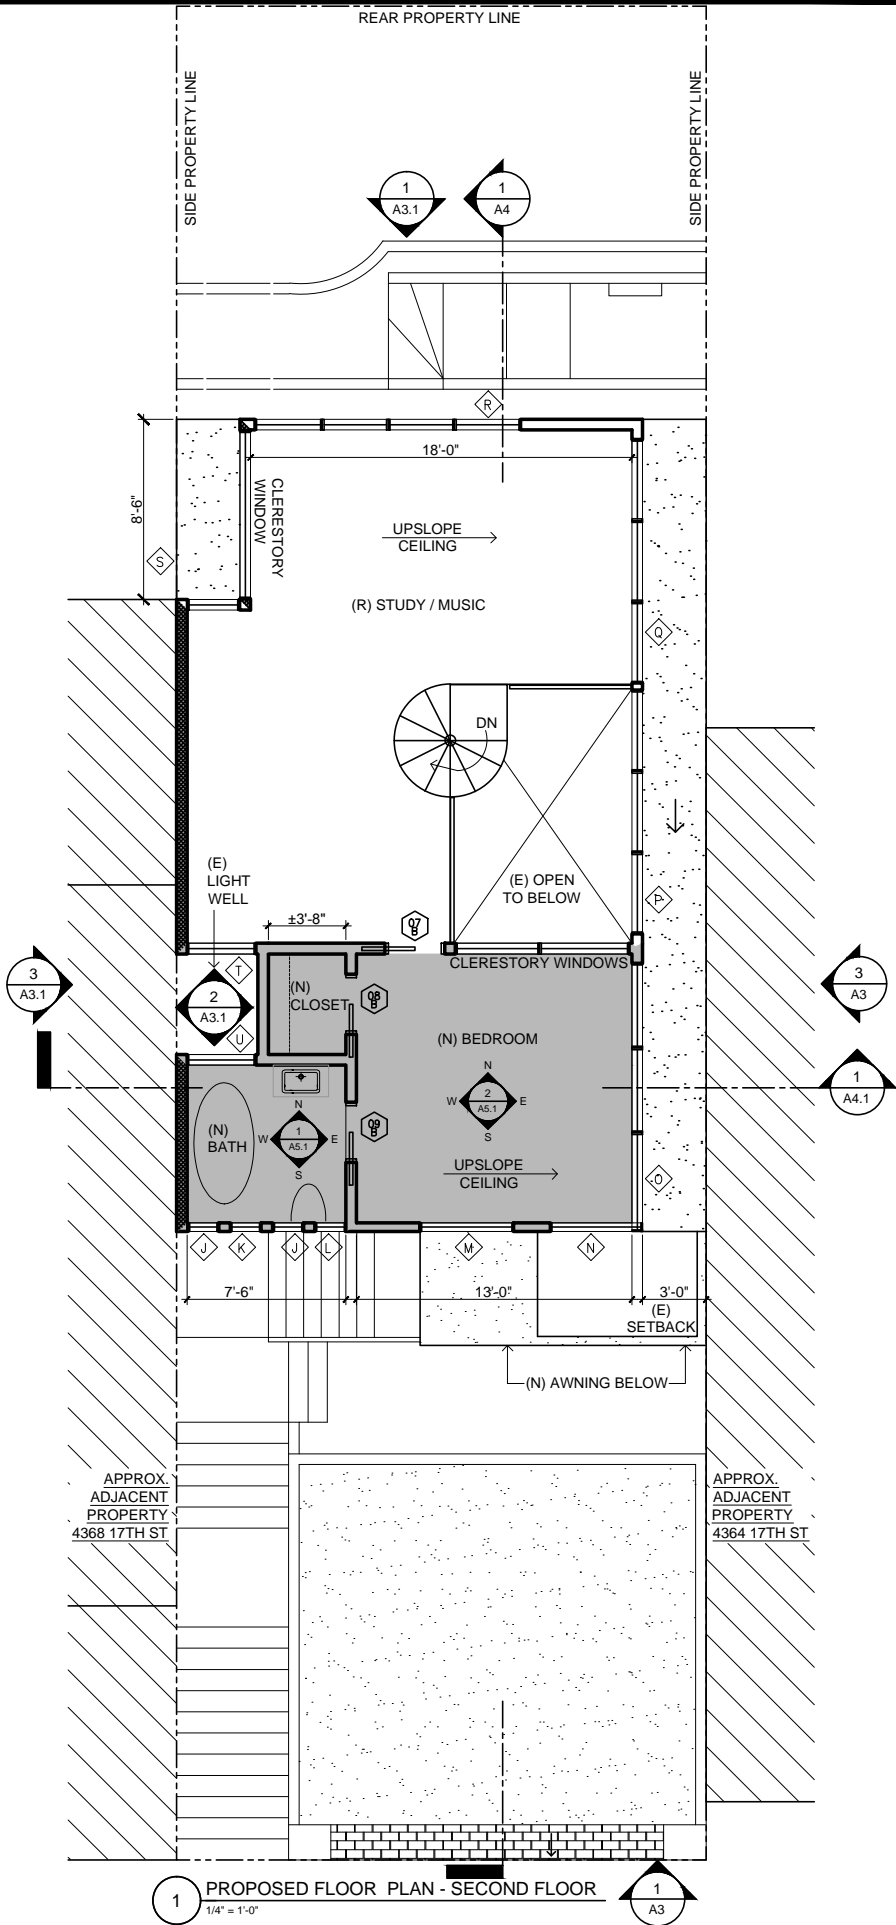 REAR PROPERTY LINE
SIDE PROPERTY LINE
SIDE PROPERTY LINE
1
A3.1
1
A4
R
18'-0"
8'-6"
CLERESTORY
WINDOW
UPSLOPE
CEILING
S
(R) STUDY / MUSIC
Q
DN
(E)
LIGHT
WELL
(E) OPEN
TO BELOW
P
±3'-8"
07
B
CLERESTORY WINDOWS
3
A3.1
T
2
A3.1
U
(N)
CLOSET
08
B
3
A3
(N) BEDROOM
N
W
2
A5.1
E
S
1
A4.1
(N)
BATH
N
W
1
A5.1
E
S
09
B
UPSLOPE
CEILING
O
J
K
J
L
M
N
7'-6"
13'-0"
3'-0"
(E)
SETBACK
(N) AWNING BELOW
APPROX.
ADJACENT
PROPERTY
4368 17TH ST
APPROX.
ADJACENT
PROPERTY
4364 17TH ST
1
PROPOSED FLOOR PLAN - SECOND FLOOR
1/4" = 1'-0"
1
A3